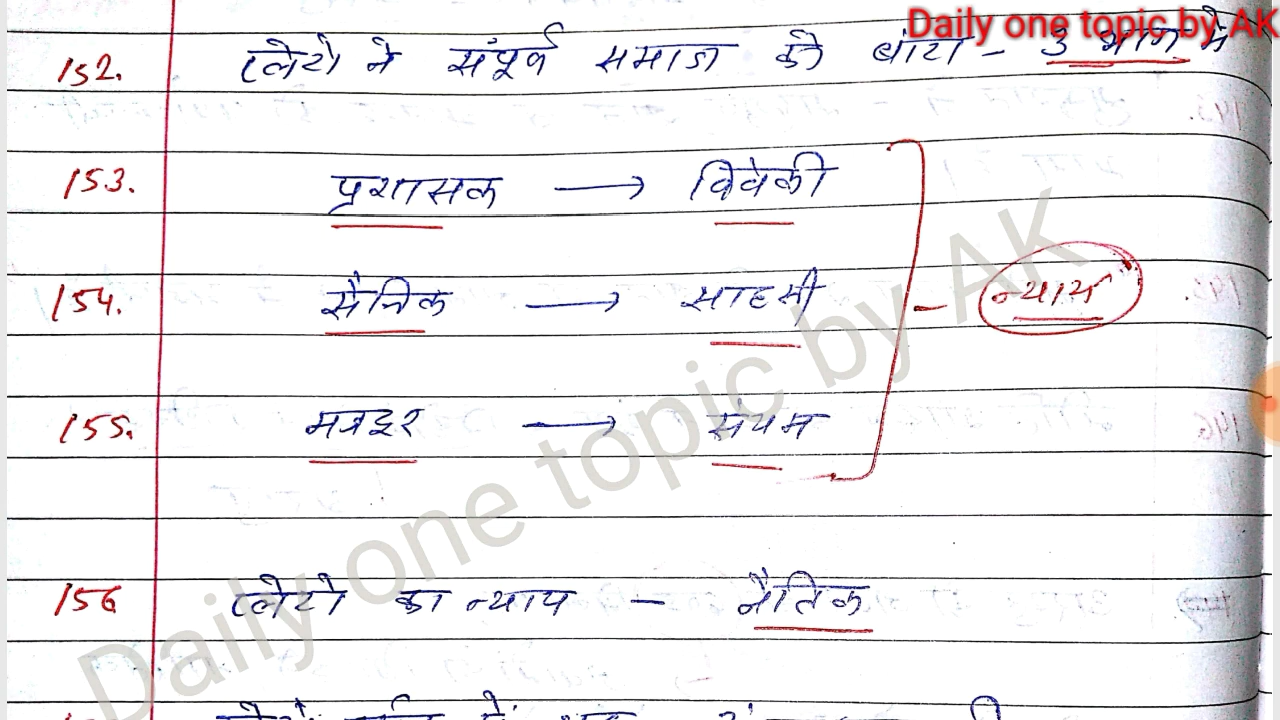 Daily one topic by AK
152. प्लेटो ने संपूर्ण समाज को बांटा - 3 भाग में
153. प्रशासक → विवेकी
154. सैनिक → साहसी - न्याय
155. मजदूर → संयम
156 प्लेटो का न्याय - नैतिक
Daily one topic by AK